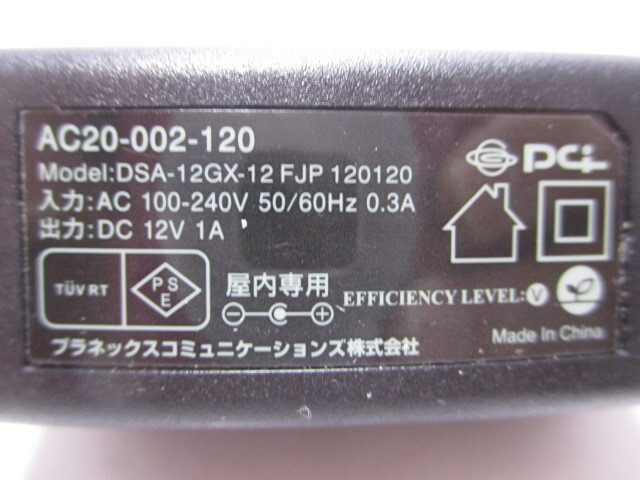 AC20-002-120
PCi
Model:DSA-12GX-12 FJP 120120
入力:AC 100-240V 50/60Hz 0.3A
出力:DC 12V 1A
TÜV RT
PSE
屋内専用
EFFICIENCY LEVEL:V
Made In China
プラネックスコミュニケーションズ株式会社